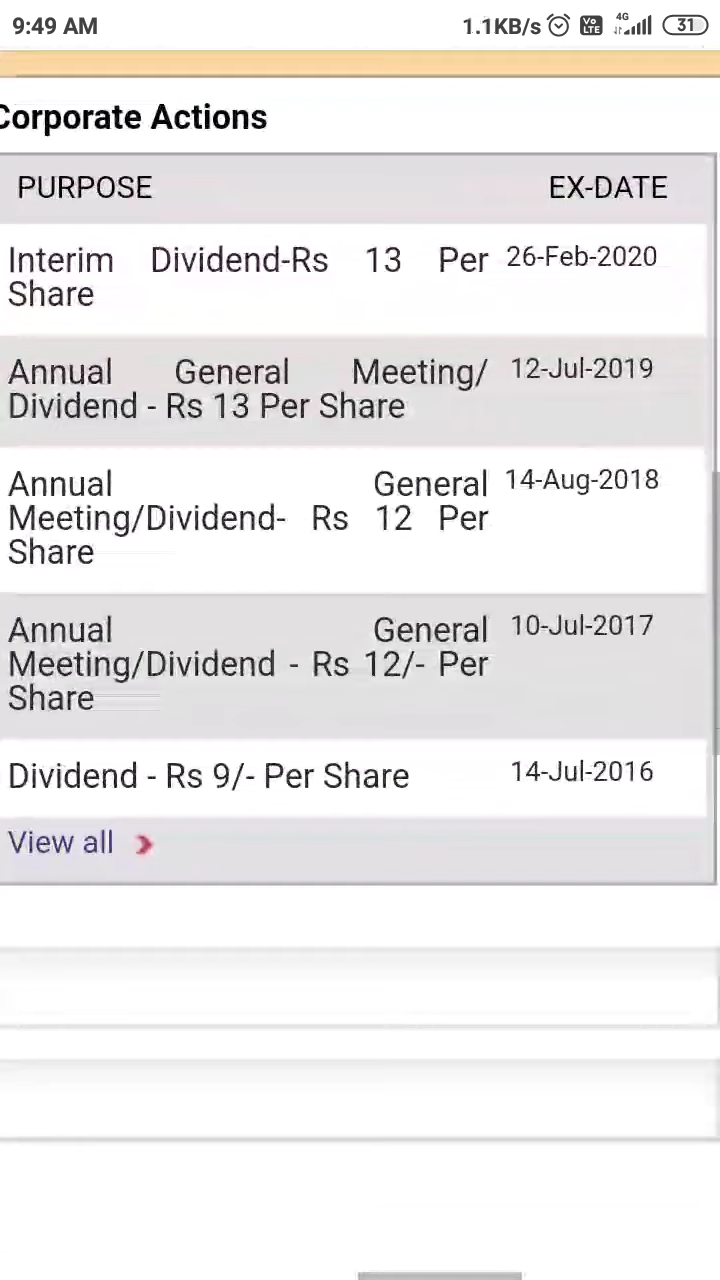 9:49 AM 1.1KB/s Vo LTE 4G 31
Corporate Actions
PURPOSE EX-DATE
Interim Dividend-Rs 13 Per 26-Feb-2020
Share
Annual General Meeting/ 12-Jul-2019
Dividend - Rs 13 Per Share
Annual General 14-Aug-2018
Meeting/Dividend- Rs 12 Per
Share
Annual General 10-Jul-2017
Meeting/Dividend - Rs 12/- Per
Share
Dividend - Rs 9/- Per Share 14-Jul-2016
View all